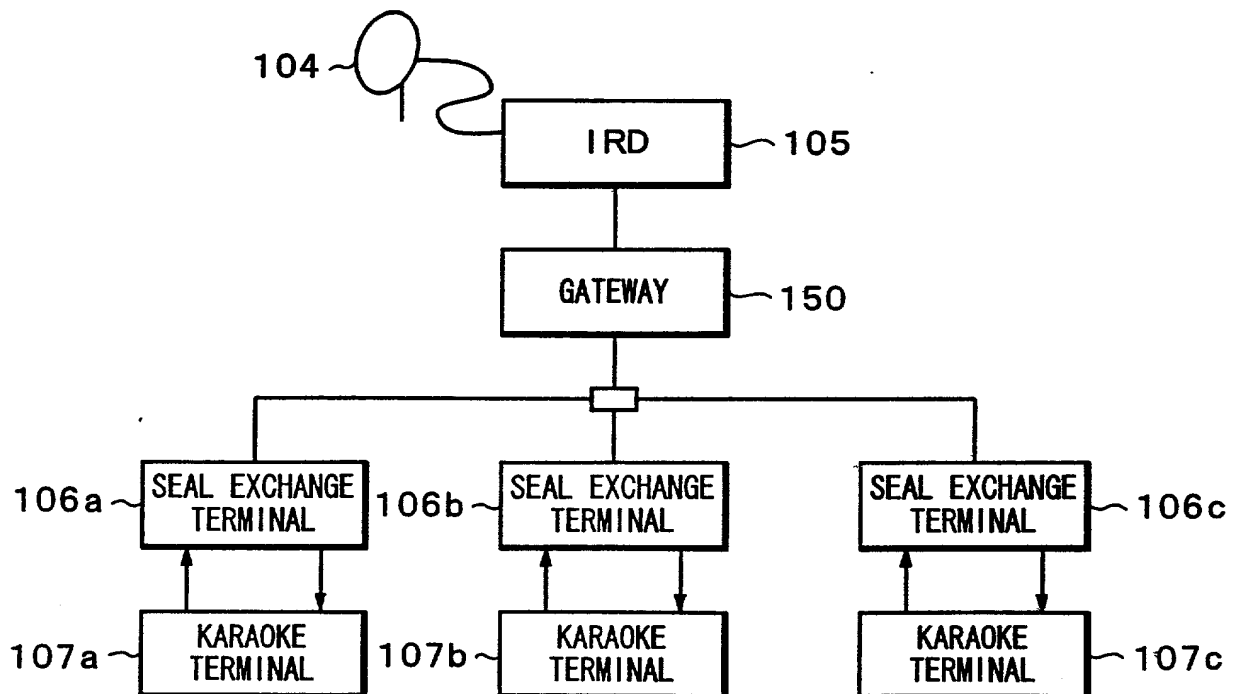 104
IRD
105
GATEWAY
150
106a
SEAL EXCHANGE
TERMINAL
106b
SEAL EXCHANGE
TERMINAL
SEAL EXCHANGE
TERMINAL
106c
107a
KARAOKE
TERMINAL
107b
KARAOKE
TERMINAL
KARAOKE
TERMINAL
107c